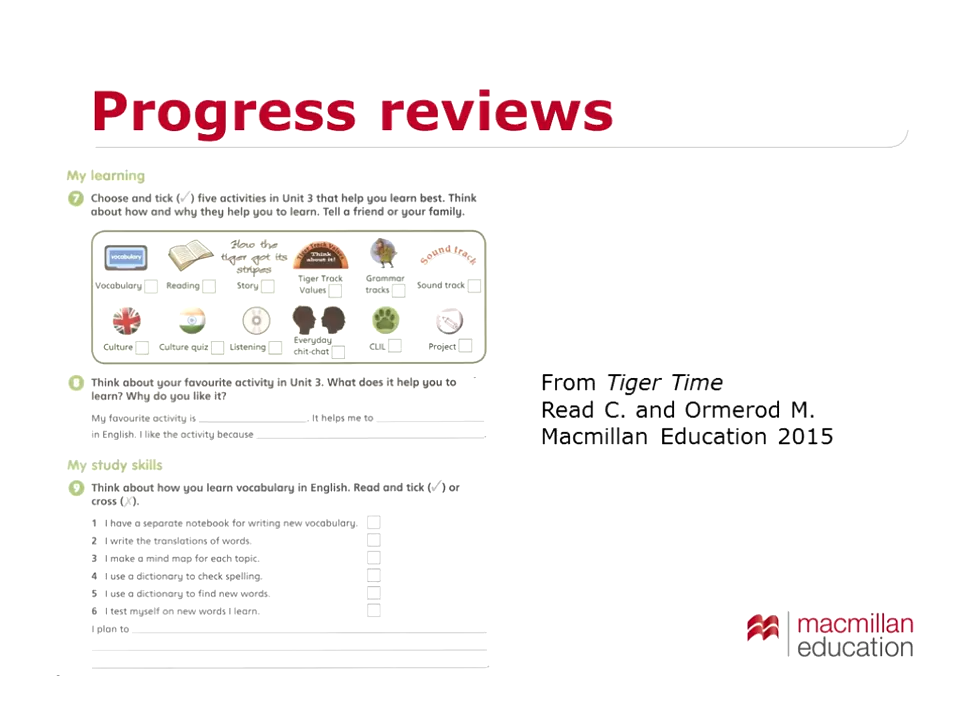 Progress reviews
My learning
7 Choose and tick (✓) five activities in Unit 3 that help you learn best. Think
about how and why they help you to learn. Tell a friend or your family.
vocabulary
How the
tiger got its
stripes
Tiger Track Values
Think
about it!
Sound track
Vocabulary
Reading
Story
Tiger Track
Values
Grammar
tracks
Sound track
Culture
Culture quiz
Listening
Everyday
chit-chat
CLIL
Project
8 Think about your favourite activity in Unit 3. What does it help you to
learn? Why do you like it?
My favourite activity is ____________. It helps me to ____________
in English. I like the activity because ____________.
My study skills
9 Think about how you learn vocabulary in English. Read and tick (✓) or
cross (✗).
1 I have a separate notebook for writing new vocabulary.
2 I write the translations of words.
3 I make a mind map for each topic.
4 I use a dictionary to check spelling.
5 I use a dictionary to find new words.
6 I test myself on new words I learn.
I plan to ____________
From Tiger Time
Read C. and Ormerod M.
Macmillan Education 2015
macmillan
education